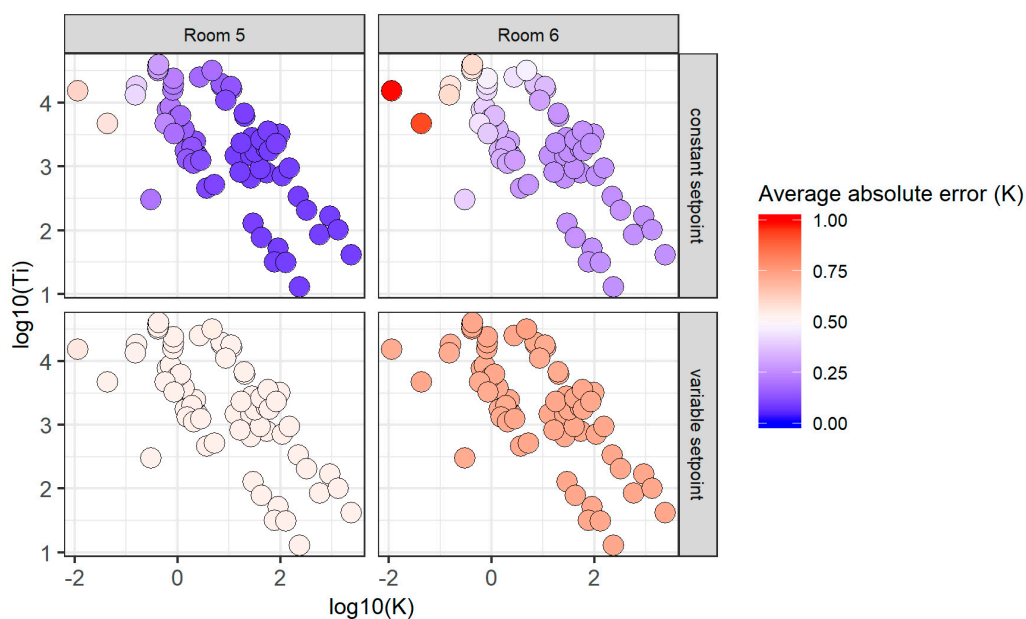 Room 5
Room 6
4
3
2
1
constant setpoint
log10(Ti)
4
3
2
1
variable setpoint
-2
0
2
-2
0
2
log10(K)
Average absolute error (K)
1.00
0.75
0.50
0.25
0.00